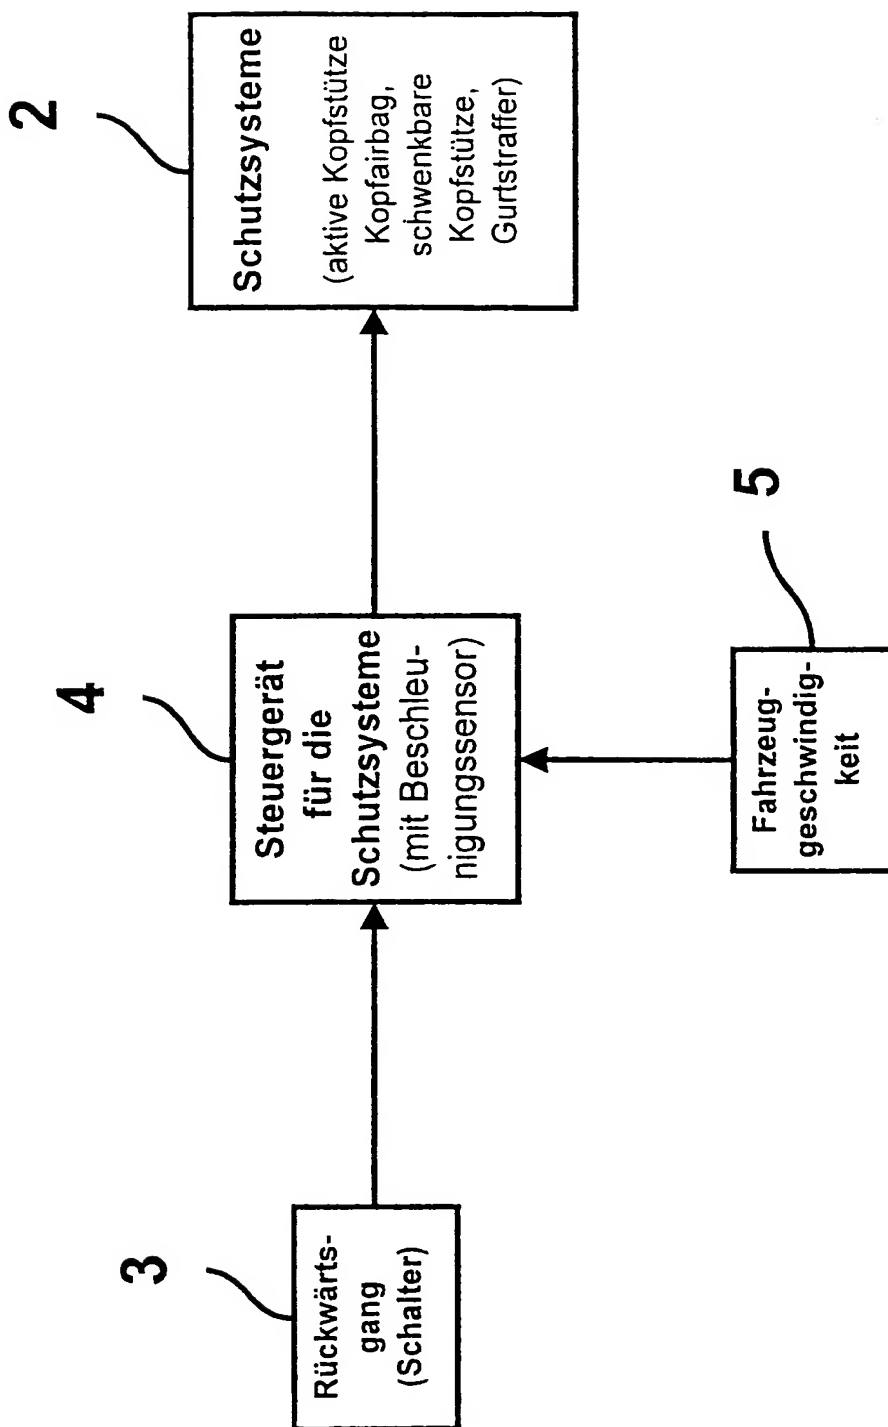 3
Rückwärts-
gang
(Schalter)
4
Steuergerät
für die
Schutzsysteme
(mit Beschleu-
nigungssensor)
5
Fahrzeug-
geschwindig-
keit
2
Schutzsysteme
(aktive Kopfstütze
Kopfairbag,
schwenkbare
Kopfstütze,
Gurtstraffer)